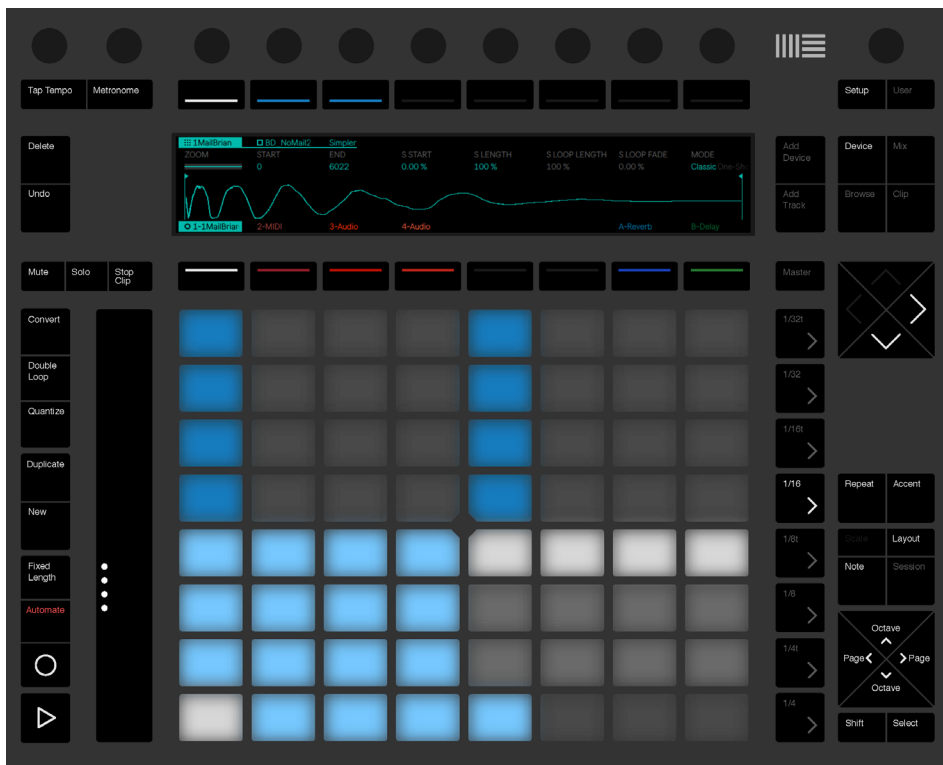 Tap Tempo
Metronome
Setup
User
Delete
Undo
1MailBrian
BD_NoMail2
Simpler
ZOOM
START
END
S START
S LENGTH
S LOOP LENGTH
S LOOP FADE
MODE
0
6022
0.00 %
100 %
100 %
0.00 %
Classic One-Sh
1-1MailBrian
2-MIDI
3-Audio
4-Audio
A-Reverb
B-Delay
Add
Device
Add
Track
Device
Mix
Browse
Clip
Mute
Solo
Stop
Clip
Master
Convert
Double
Loop
Quantize
Duplicate
New
Fixed
Length
Automate
1/32t
1/32
1/16t
1/16
1/8t
1/8
1/4t
1/4
Repeat
Accent
Scale
Layout
Note
Session
Octave
Page
Page
Octave
Shift
Select